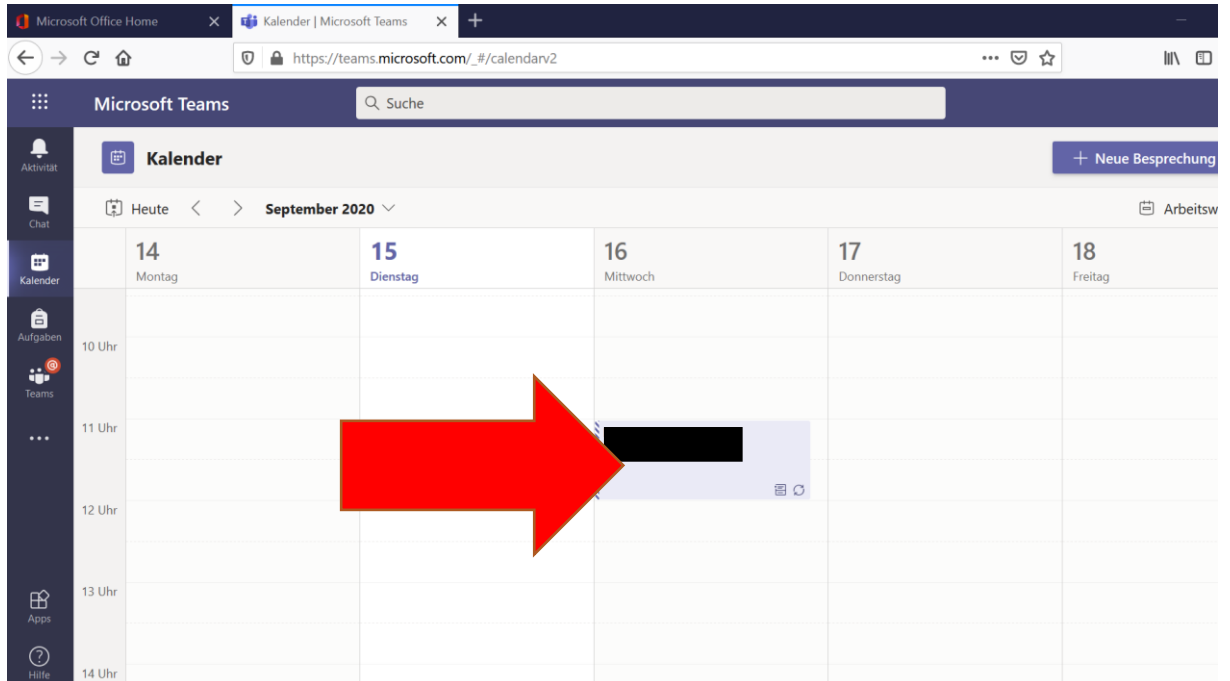 Microsoft Office Home
Kalender | Microsoft Teams
https://teams.microsoft.com/_#/calendarv2
Microsoft Teams
Suche
Aktivität
Kalender
+ Neue Besprechung
Chat
Heute
September 2020
Kalender
14
Montag
15
Dienstag
16
Mittwoch
17
Donnerstag
18
Freitag
Aufgaben
10 Uhr
Teams
11 Uhr
12 Uhr
13 Uhr
Apps
14 Uhr
Hilfe